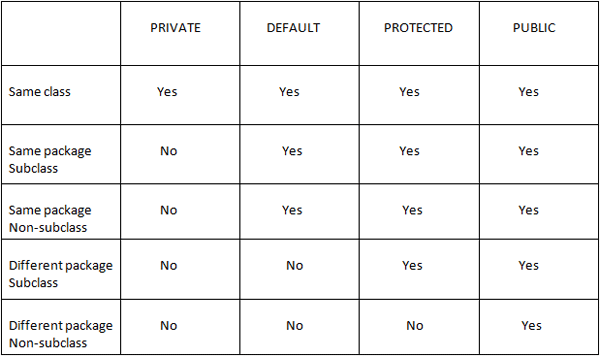 PRIVATE DEFAULT PROTECTED PUBLIC
Same class Yes Yes Yes Yes
Same package No Yes Yes Yes
Subclass
Same package No Yes Yes Yes
Non-subclass
Different package No No Yes Yes
Subclass
Different package No No No Yes
Non-subclass